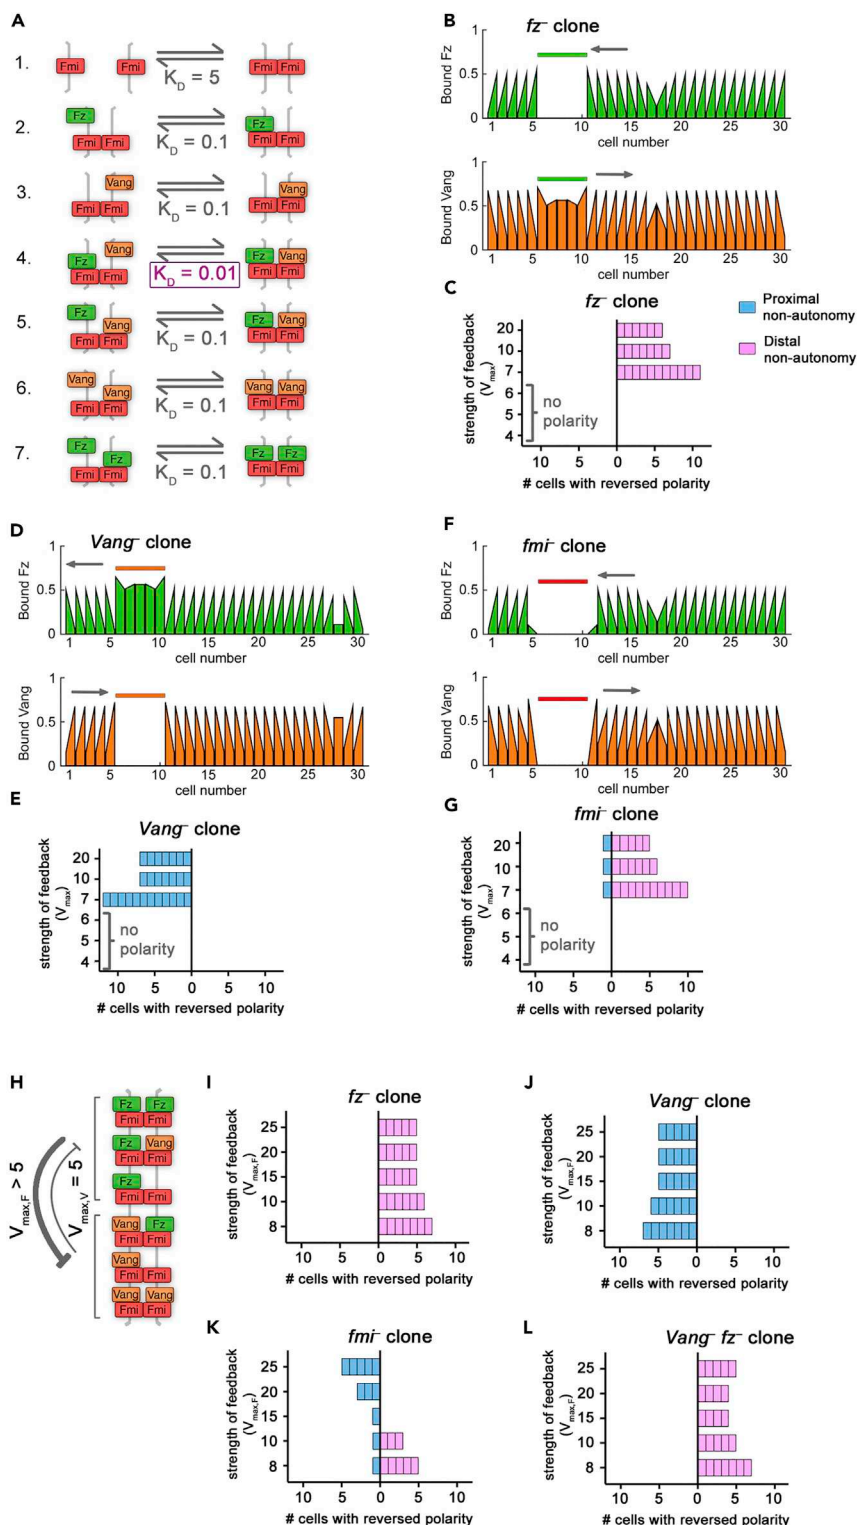 A
1.
Fmi
Fmi
K_D = 5
Fmi Fmi
2.
Fz
Fmi Fmi
K_D = 0.1
Fz
Fmi Fmi
3.
Vang
Fmi Fmi
K_D = 0.1
Vang
Fmi Fmi
4.
Vang
Fz
Fmi Fmi
K_D = 0.01
Fz Vang
Fmi Fmi
5.
Fz
Vang
Fmi Fmi
K_D = 0.1
Fz Vang
Fmi Fmi
6.
Vang
Vang
Fmi Fmi
K_D = 0.1
Vang Vang
Fmi Fmi
7.
Fz
Fz
Fmi Fmi
K_D = 0.1
Fz Fz
Fmi Fmi
B
fz⁻ clone
Bound Fz
1
0.5
0
1 5 10 15 20 25 30
cell number
Bound Vang
1
0.5
0
1 5 10 15 20 25 30
cell number
C
fz⁻ clone
Proximal
non-autonomy
Distal
non-autonomy
strength of feedback
(V_max)
20
10
7
6
5
4
no
polarity
10 5 0 5 10
# cells with reversed polarity
D
Vang⁻ clone
Bound Fz
1
0.5
0
1 5 10 15 20 25 30
cell number
Bound Vang
1
0.5
0
1 5 10 15 20 25 30
cell number
E
Vang⁻ clone
strength of feedback
(V_max)
20
10
7
6
5
4
no
polarity
10 5 0 5 10
# cells with reversed polarity
F
fmi⁻ clone
Bound Fz
1
0.5
0
1 5 10 15 20 25 30
cell number
Bound Vang
1
0.5
0
1 5 10 15 20 25 30
cell number
G
fmi⁻ clone
strength of feedback
(V_max)
20
10
7
6
5
4
no
polarity
10 5 0 5 10
# cells with reversed polarity
H
V_max,F > 5
V_max,V = 5
Fz Fz
Fmi Fmi
Fz Vang
Fmi Fmi
Fz
Fmi Fmi
Vang Fz
Fmi Fmi
Vang
Fmi Fmi
Vang Vang
Fmi Fmi
I
fz⁻ clone
strength of feedback
(V_max,F)
25
20
15
10
8
10 5 0 5 10
# cells with reversed polarity
J
Vang⁻ clone
strength of feedback
(V_max,F)
25
20
15
10
8
10 5 0 5 10
# cells with reversed polarity
K
fmi⁻ clone
strength of feedback
(V_max,F)
25
20
15
10
8
10 5 0 5 10
# cells with reversed polarity
L
Vang⁻ fz⁻ clone
strength of feedback
(V_max,F)
25
20
15
10
8
10 5 0 5 10
# cells with reversed polarity